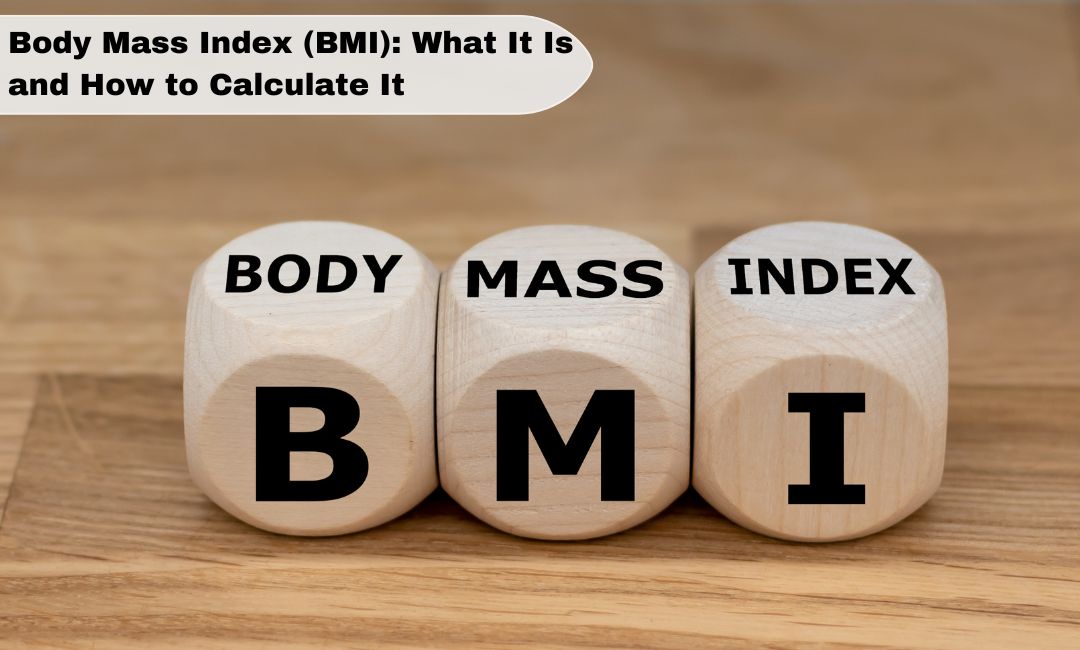 Body Mass Index (BMI): What It Is
and How to Calculate It
BODY MASS INDEX
B M I